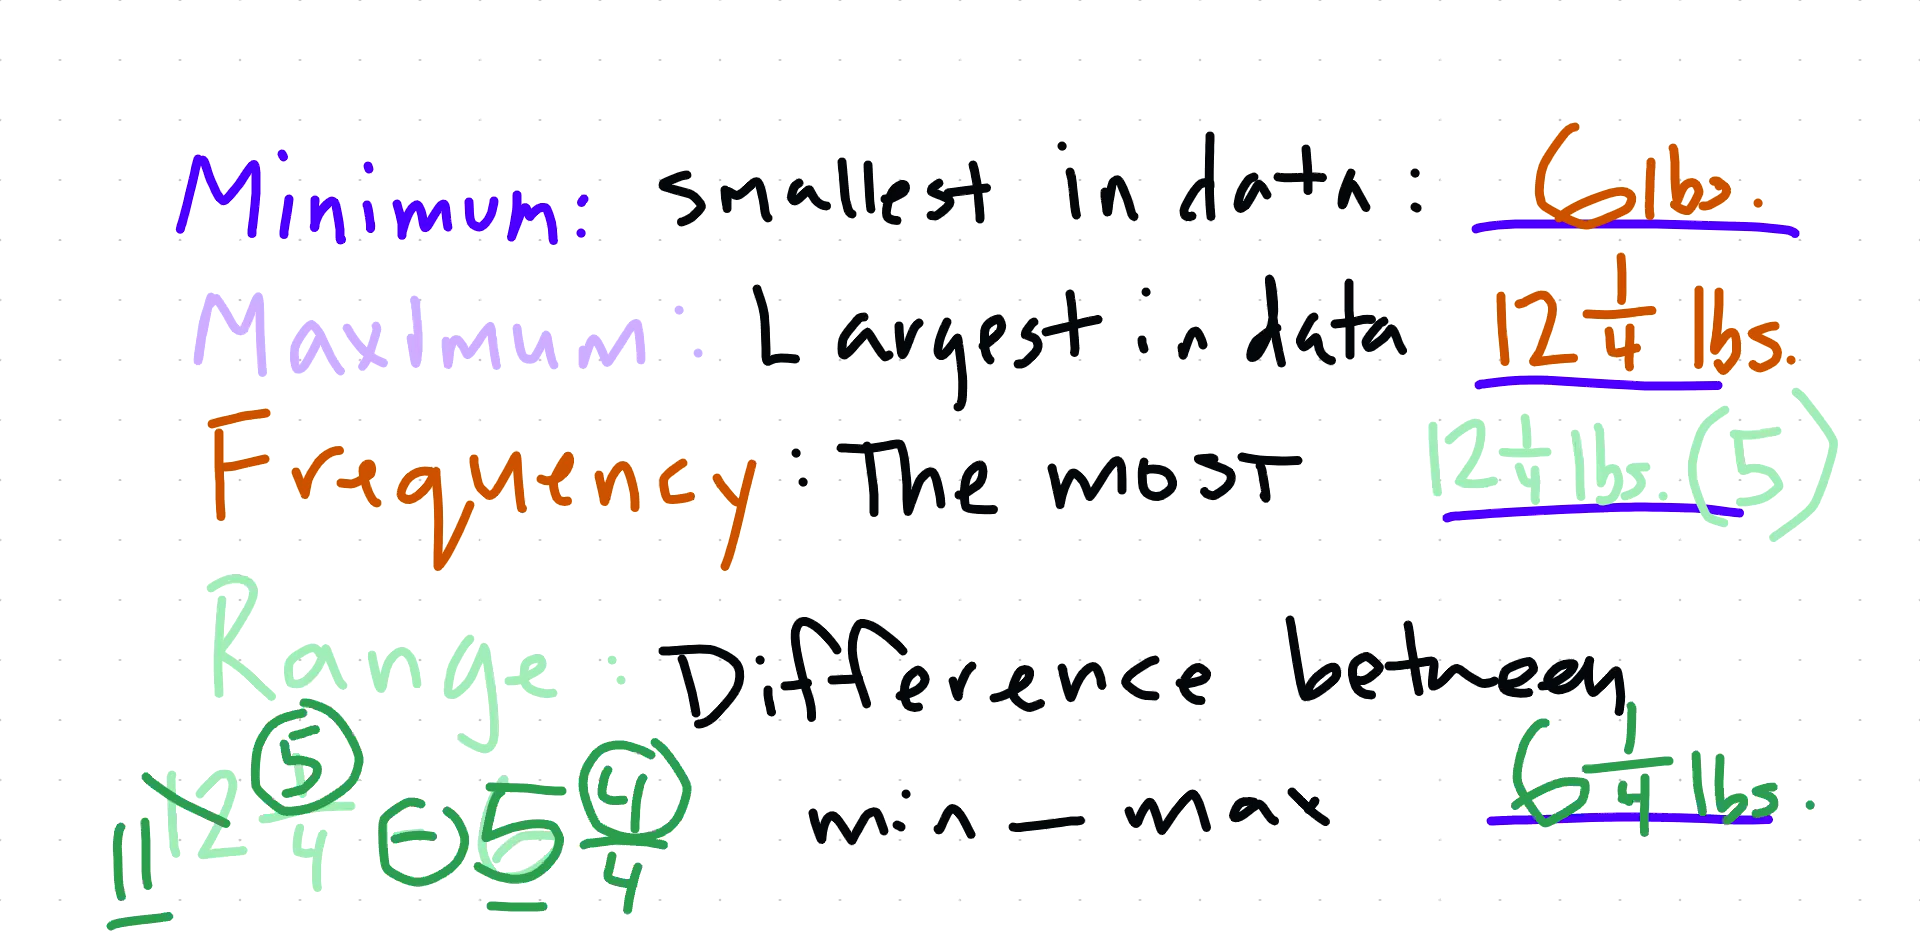 Minimum: smallest in data: 6 lbs.
Maximum: Largest in data 12 1/4 lbs.
Frequency: The most 12 1/4 lbs. (5)
Range: Difference between
min - max 6 1/4 lbs.
11 12 5/4 - 5 4/4